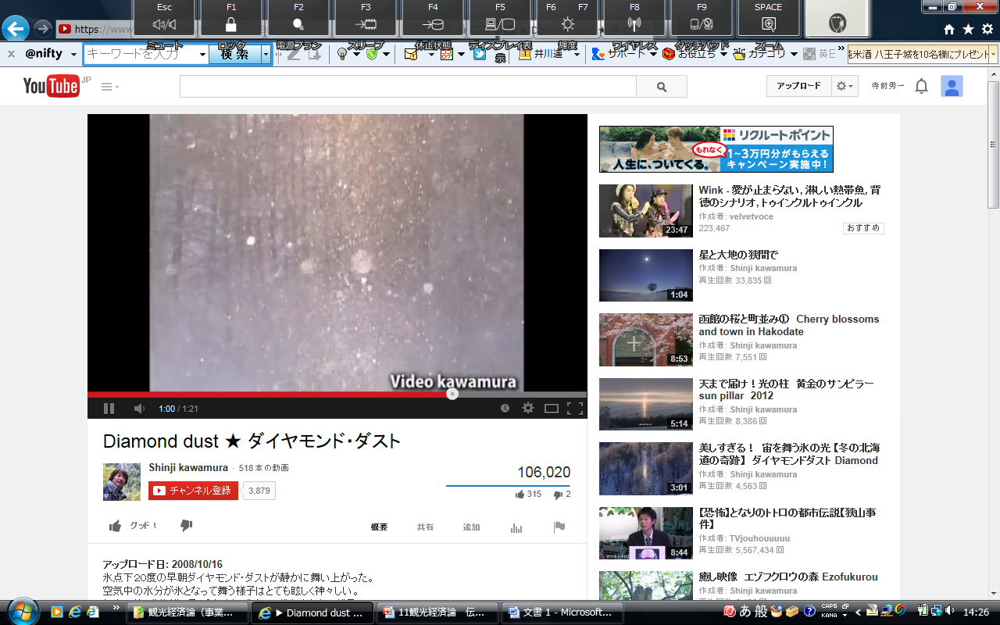 Esc F1 F2 F3 F4 F5 F6 F7 F8 F9 SPACE
ミュート ロック 電源プラン スリープ 休止状態 ディスプレイ表示 輝度 ワイヤレス タッチパッド ズーム
https://www.
Diamond dust ★
x @nifty キーワードを入力 検索 井川遥 サポート お役立ち カテゴリ 英日 純米酒 八王子城を10名様にプレゼント
YouTube JP
アップロード 寺前秀一
リクルートポイント
もれなく
人生に、ついてくる。
1~3万円分がもらえる
キャンペーン実施中!
Video kawamura
1:00 / 1:21
Diamond dust ★ ダイヤモンド・ダスト
Shinji kawamura · 518 本の動画
チャンネル登録 3,879
106,020
315 2
グッド!
概要 共有 追加
アップロード日: 2008/10/16
氷点下20度の早朝ダイヤモンド・ダストが静かに舞い上がった。
空気中の水分が氷となって舞う様子はとても眩しく神々しい。
23:47
Wink - 愛が止まらない, 淋しい熱帯魚, 背
徳のシナリオ, トゥインクルトゥインクル
作成者: velvetvoce
223,467 おすすめ
1:04
星と大地の狭間で
作成者: Shinji kawamura
再生回数 33,835 回
8:53
函館の桜と町並み① Cherry blossoms
and town in Hakodate
作成者: Shinji kawamura
再生回数 7,551 回
5:14
天まで届け!光の柱 黄金のサンピラー
sun pillar 2012
作成者: Shinji kawamura
再生回数 8,386 回
3:01
美しすぎる! 宙を舞う氷の光【冬の北海
道の奇跡】 ダイヤモンドダスト Diamond
作成者: Shinji kawamura
再生回数 4,563 回
8:44
【恐怖】となりのトトロの都市伝説【狭山事
件】
作成者: TVjouhouuuuu
再生回数 5,567,434 回
癒し映像 エゾフクロウの森 Ezofukurou
» 観光経済論(事業... ▶ Diamond dust ... 11観光経済論 伝... 文書 1 - Microsoft... あ 般 CAPS KANA 14:26